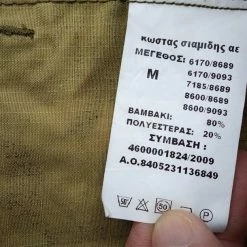 κωστας σιαμιδης αε
ΜΕΓΕΘΟΣ: 6170/8689
M 6170/9093
7185/8689
8600/8689
8600/9093
ΒΑΜΒΑΚΙ: 80%
ΠΟΛΥΕΣΤΕΡΑΣ: 20%
ΣΥΜΒΑΣΗ :
4600001824/2009
Α.Ο.8405231136849